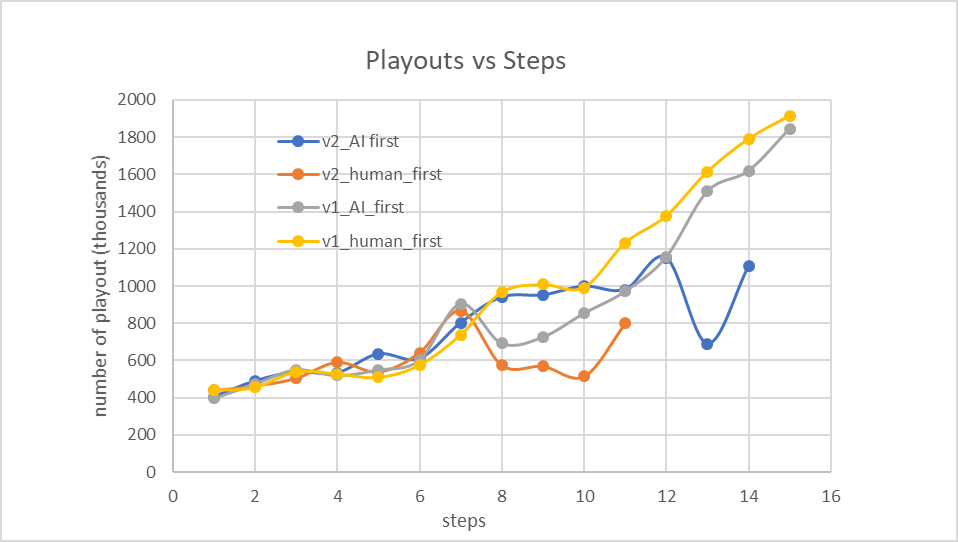 Playouts vs Steps
number of playout (thousands)
2000
1800
1600
1400
1200
1000
800
600
400
200
0
v2_AI first
v2_human_first
v1_AI_first
v1_human_first
0 2 4 6 8 10 12 14 16
steps